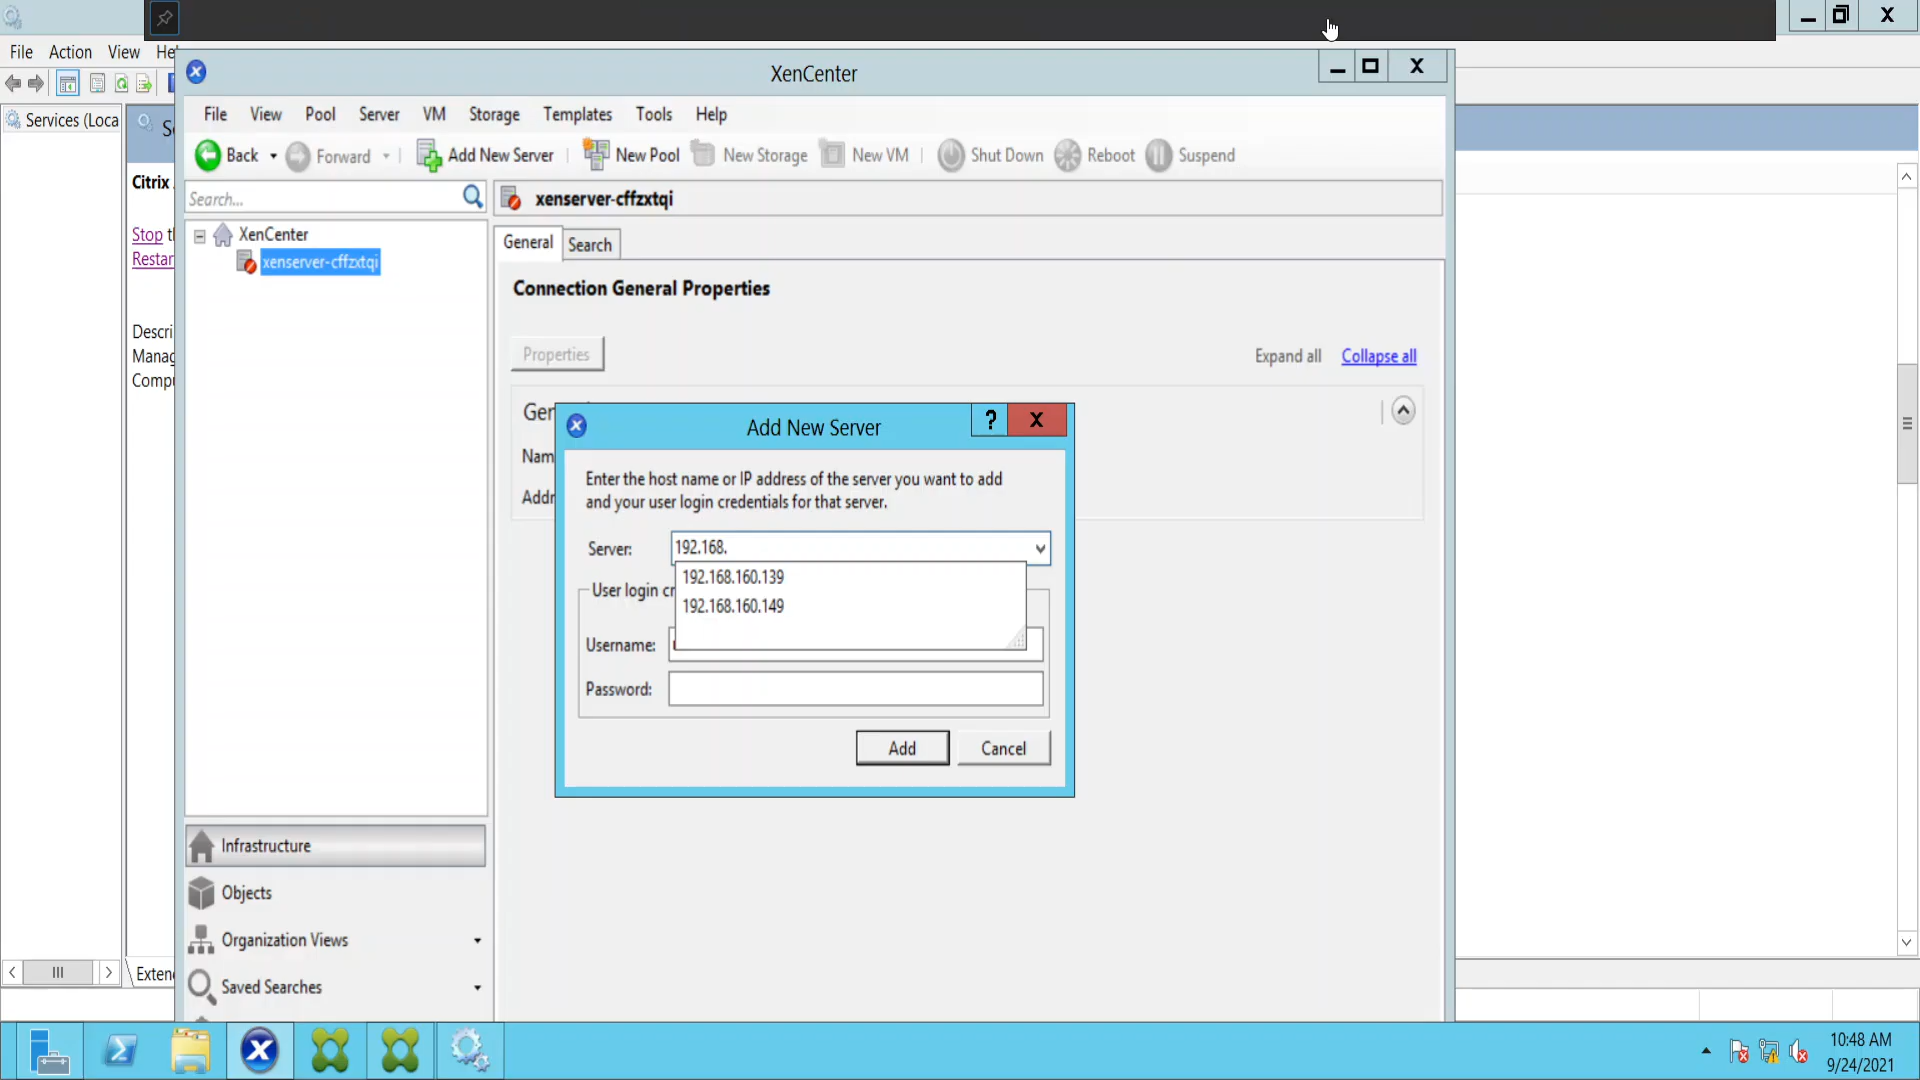 File Action View Hel
XenCenter
File View Pool Server VM Storage Templates Tools Help
Back Forward Add New Server New Pool New Storage New VM Shut Down Reboot Suspend
Services (Loca
Search...
xenserver-cffzxtqi
Citrix
Stop t
Restar
Descri
Manag
Compu
XenCenter
xenserver-cffzxtqi
General Search
Connection General Properties
Properties
Expand all Collapse all
Gen
Nam
Addr
Add New Server
?
X
Enter the host name or IP address of the server you want to add
and your user login credentials for that server.
Server: 192.168.
192.168.160.139
192.168.160.149
User login cr
Username:
Password:
Add Cancel
Infrastructure
Objects
Organization Views
Saved Searches
Exten
10:48 AM
9/24/2021